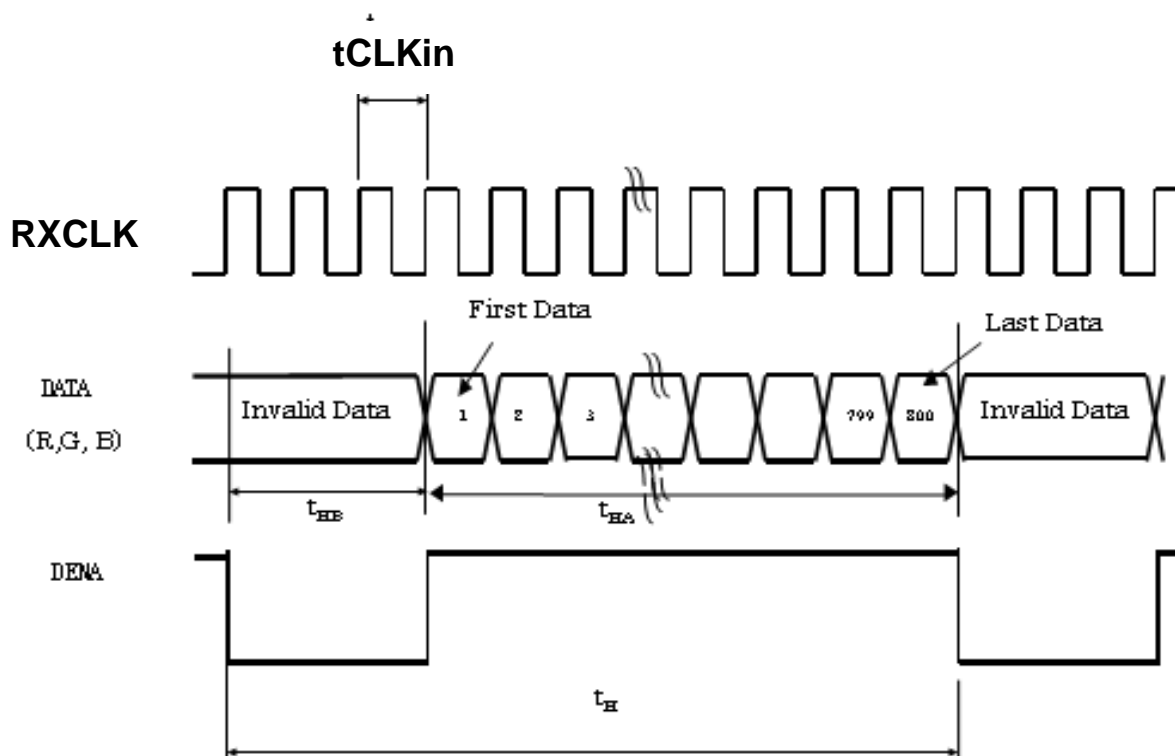 tCLKin
RXCLK
First Data
Last Data
DATA
(R,G, B)
Invalid Data
1
2
3
799
800
Invalid Data
tHB
tHA
DENA
tH